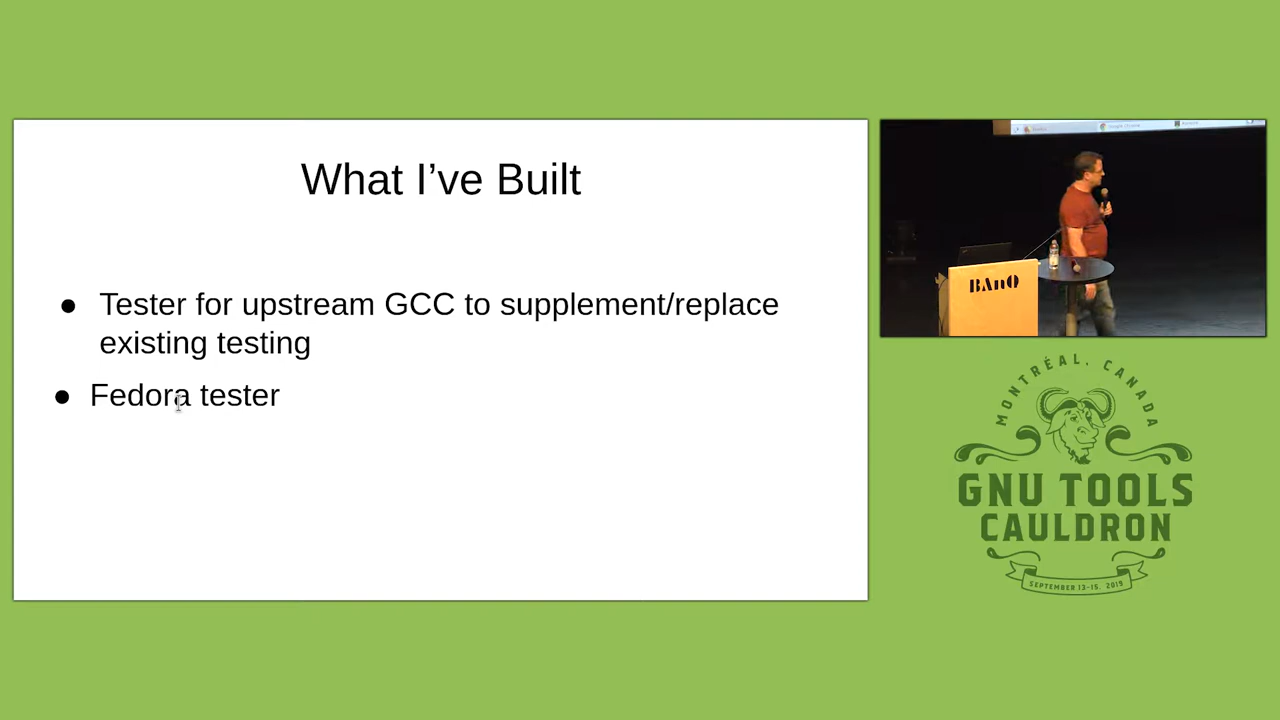 What I’ve Built
● Tester for upstream GCC to supplement/replace
existing testing
● Fedora tester
BAnQ
MONTRÉAL, CANADA
GNU TOOLS
CAULDRON
SEPTEMBER 13-15, 2019